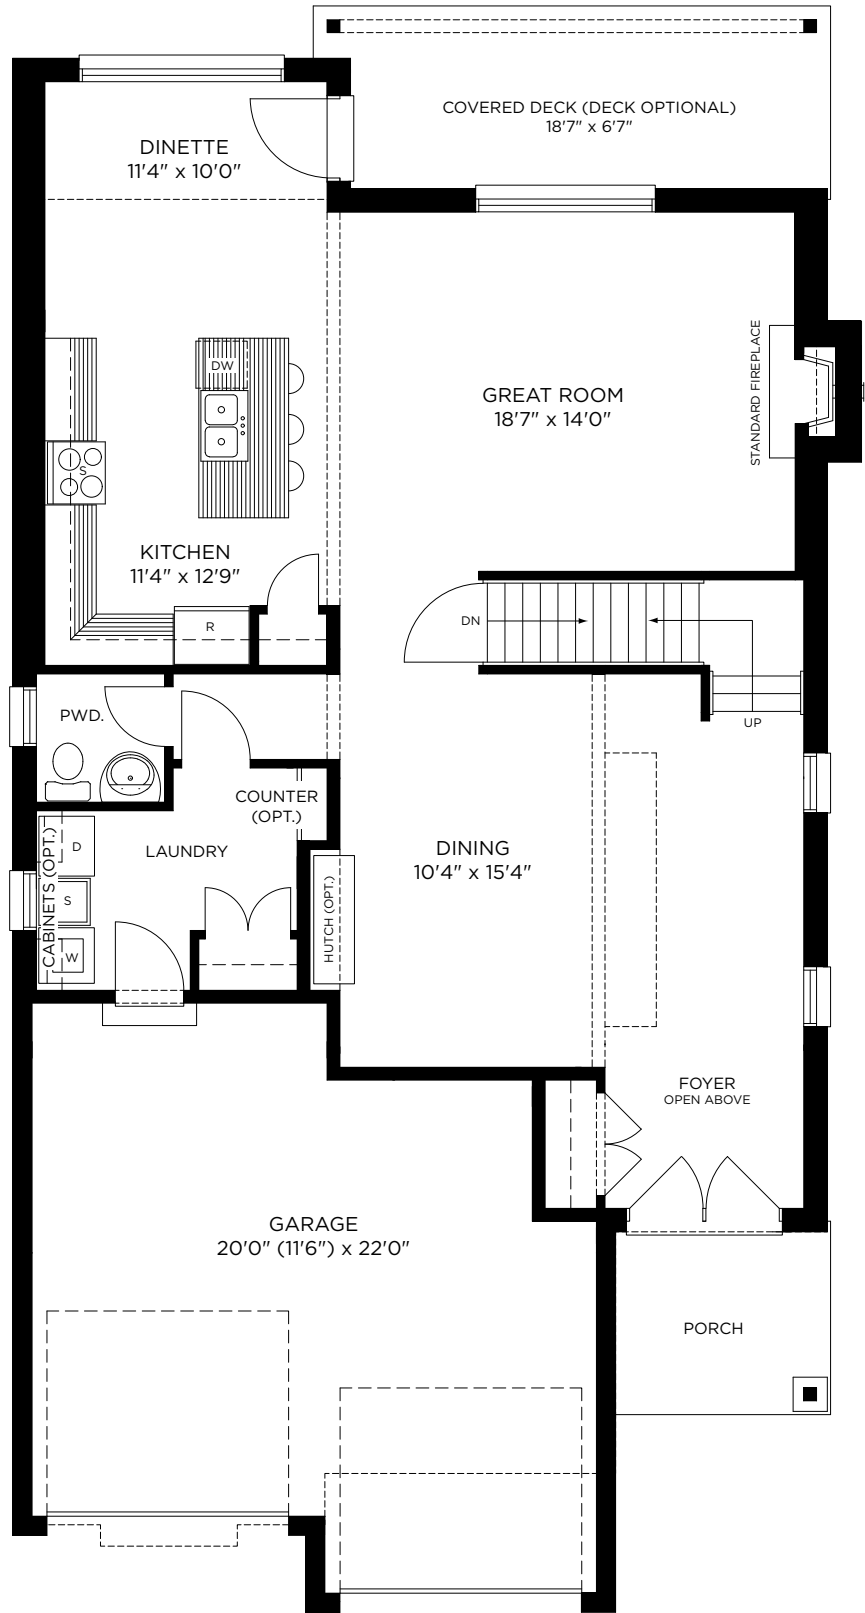 COVERED DECK (DECK OPTIONAL)
18'7" x 6'7"
DINETTE
11'4" x 10'0"
DW
STANDARD FIREPLACE
GREAT ROOM
18'7" x 14'0"
S
KITCHEN
11'4" x 12'9"
R
DN
UP
PWD.
COUNTER
(OPT.)
LAUNDRY
D
S
W
CABINETS (OPT.)
HUTCH (OPT.)
DINING
10'4" x 15'4"
FOYER
OPEN ABOVE
GARAGE
20'0" (11'6") x 22'0"
PORCH